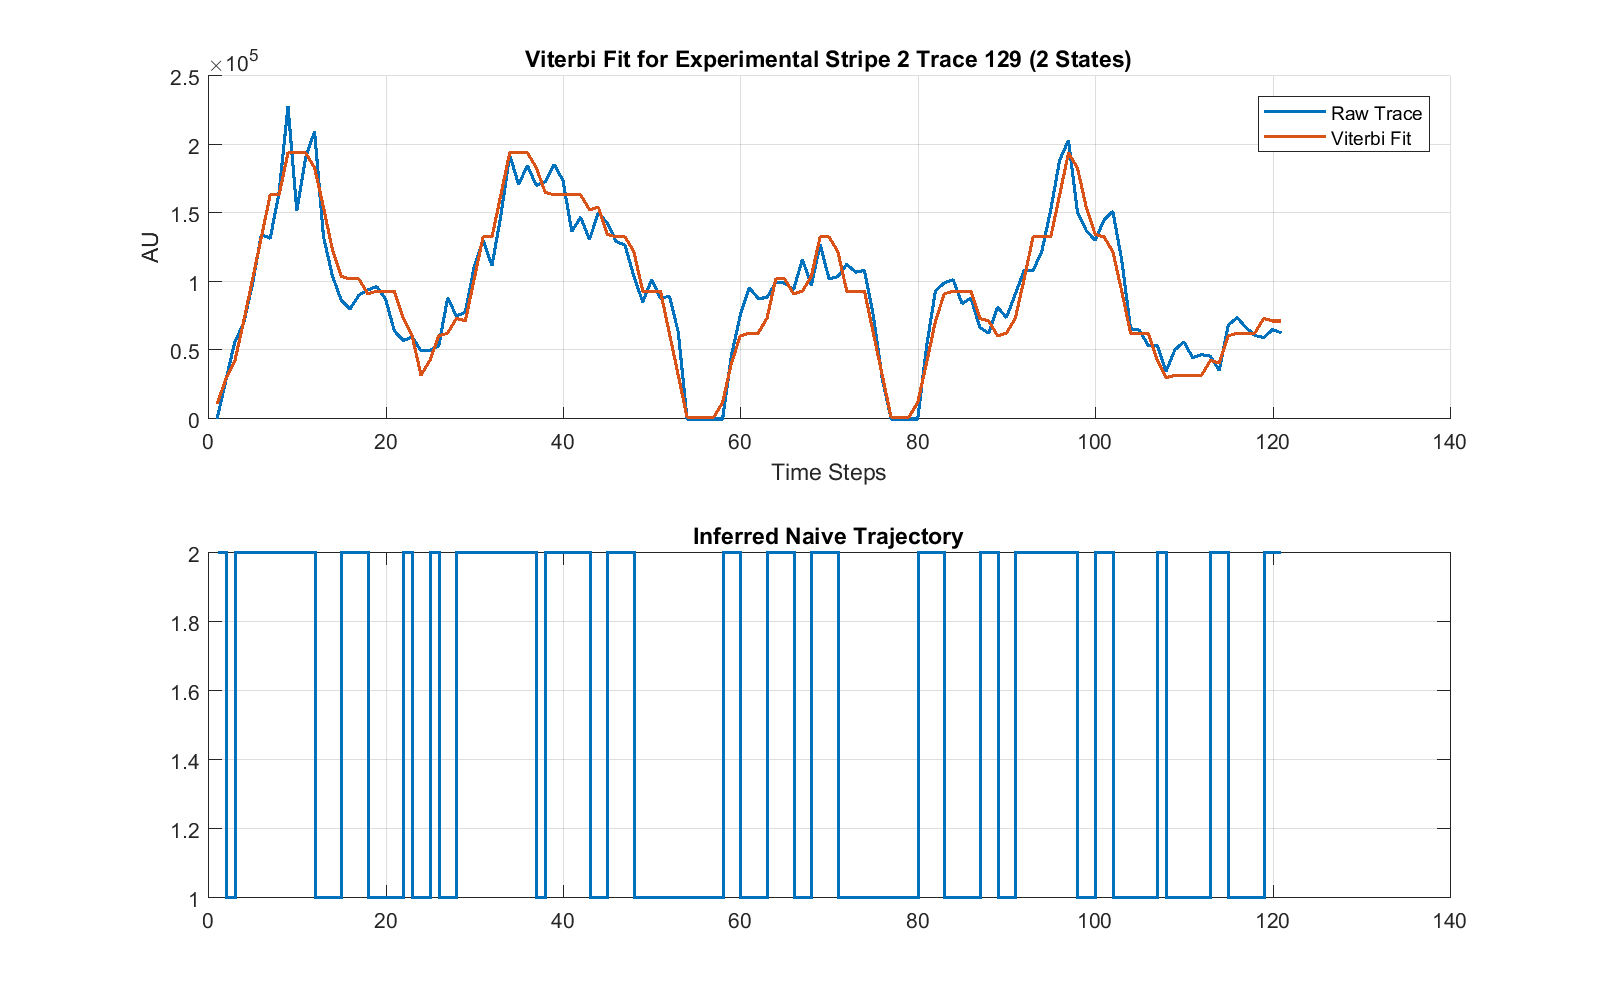 Viterbi Fit for Experimental Stripe 2 Trace 129 (2 States)
×10^5
2.5
2
1.5
1
0.5
0
AU
Raw Trace
Viterbi Fit
0 20 40 60 80 100 120 140
Time Steps
Inferred Naive Trajectory
2
1.8
1.6
1.4
1.2
1
0 20 40 60 80 100 120 140